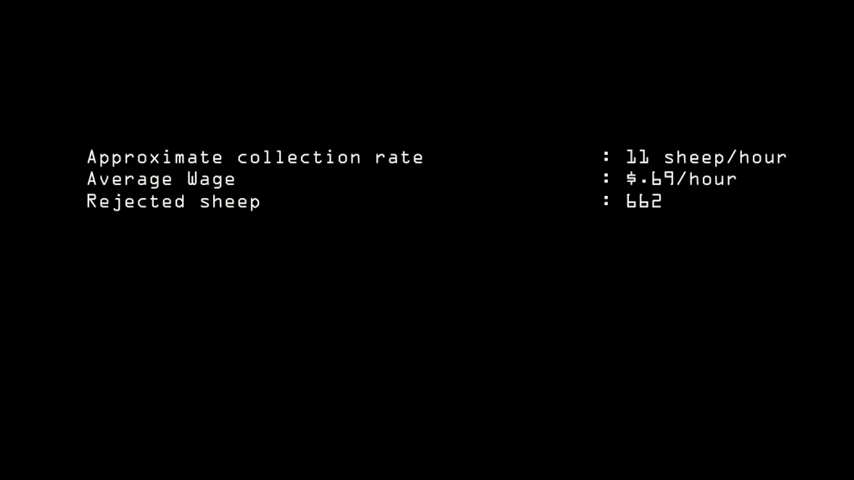 Approximate collection rate : 11 sheep/hour
Average Wage : $.69/hour
Rejected sheep : 662